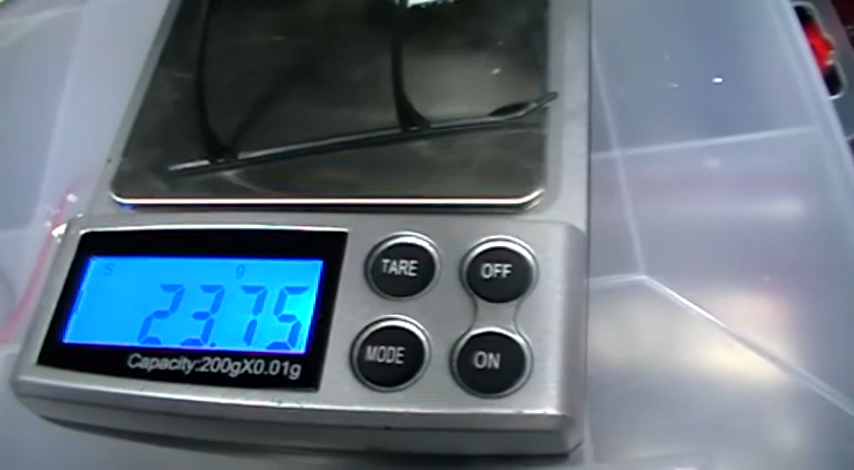 TARE
OFF
S g
23.75
MODE
ON
Capacity:200gX0.01g